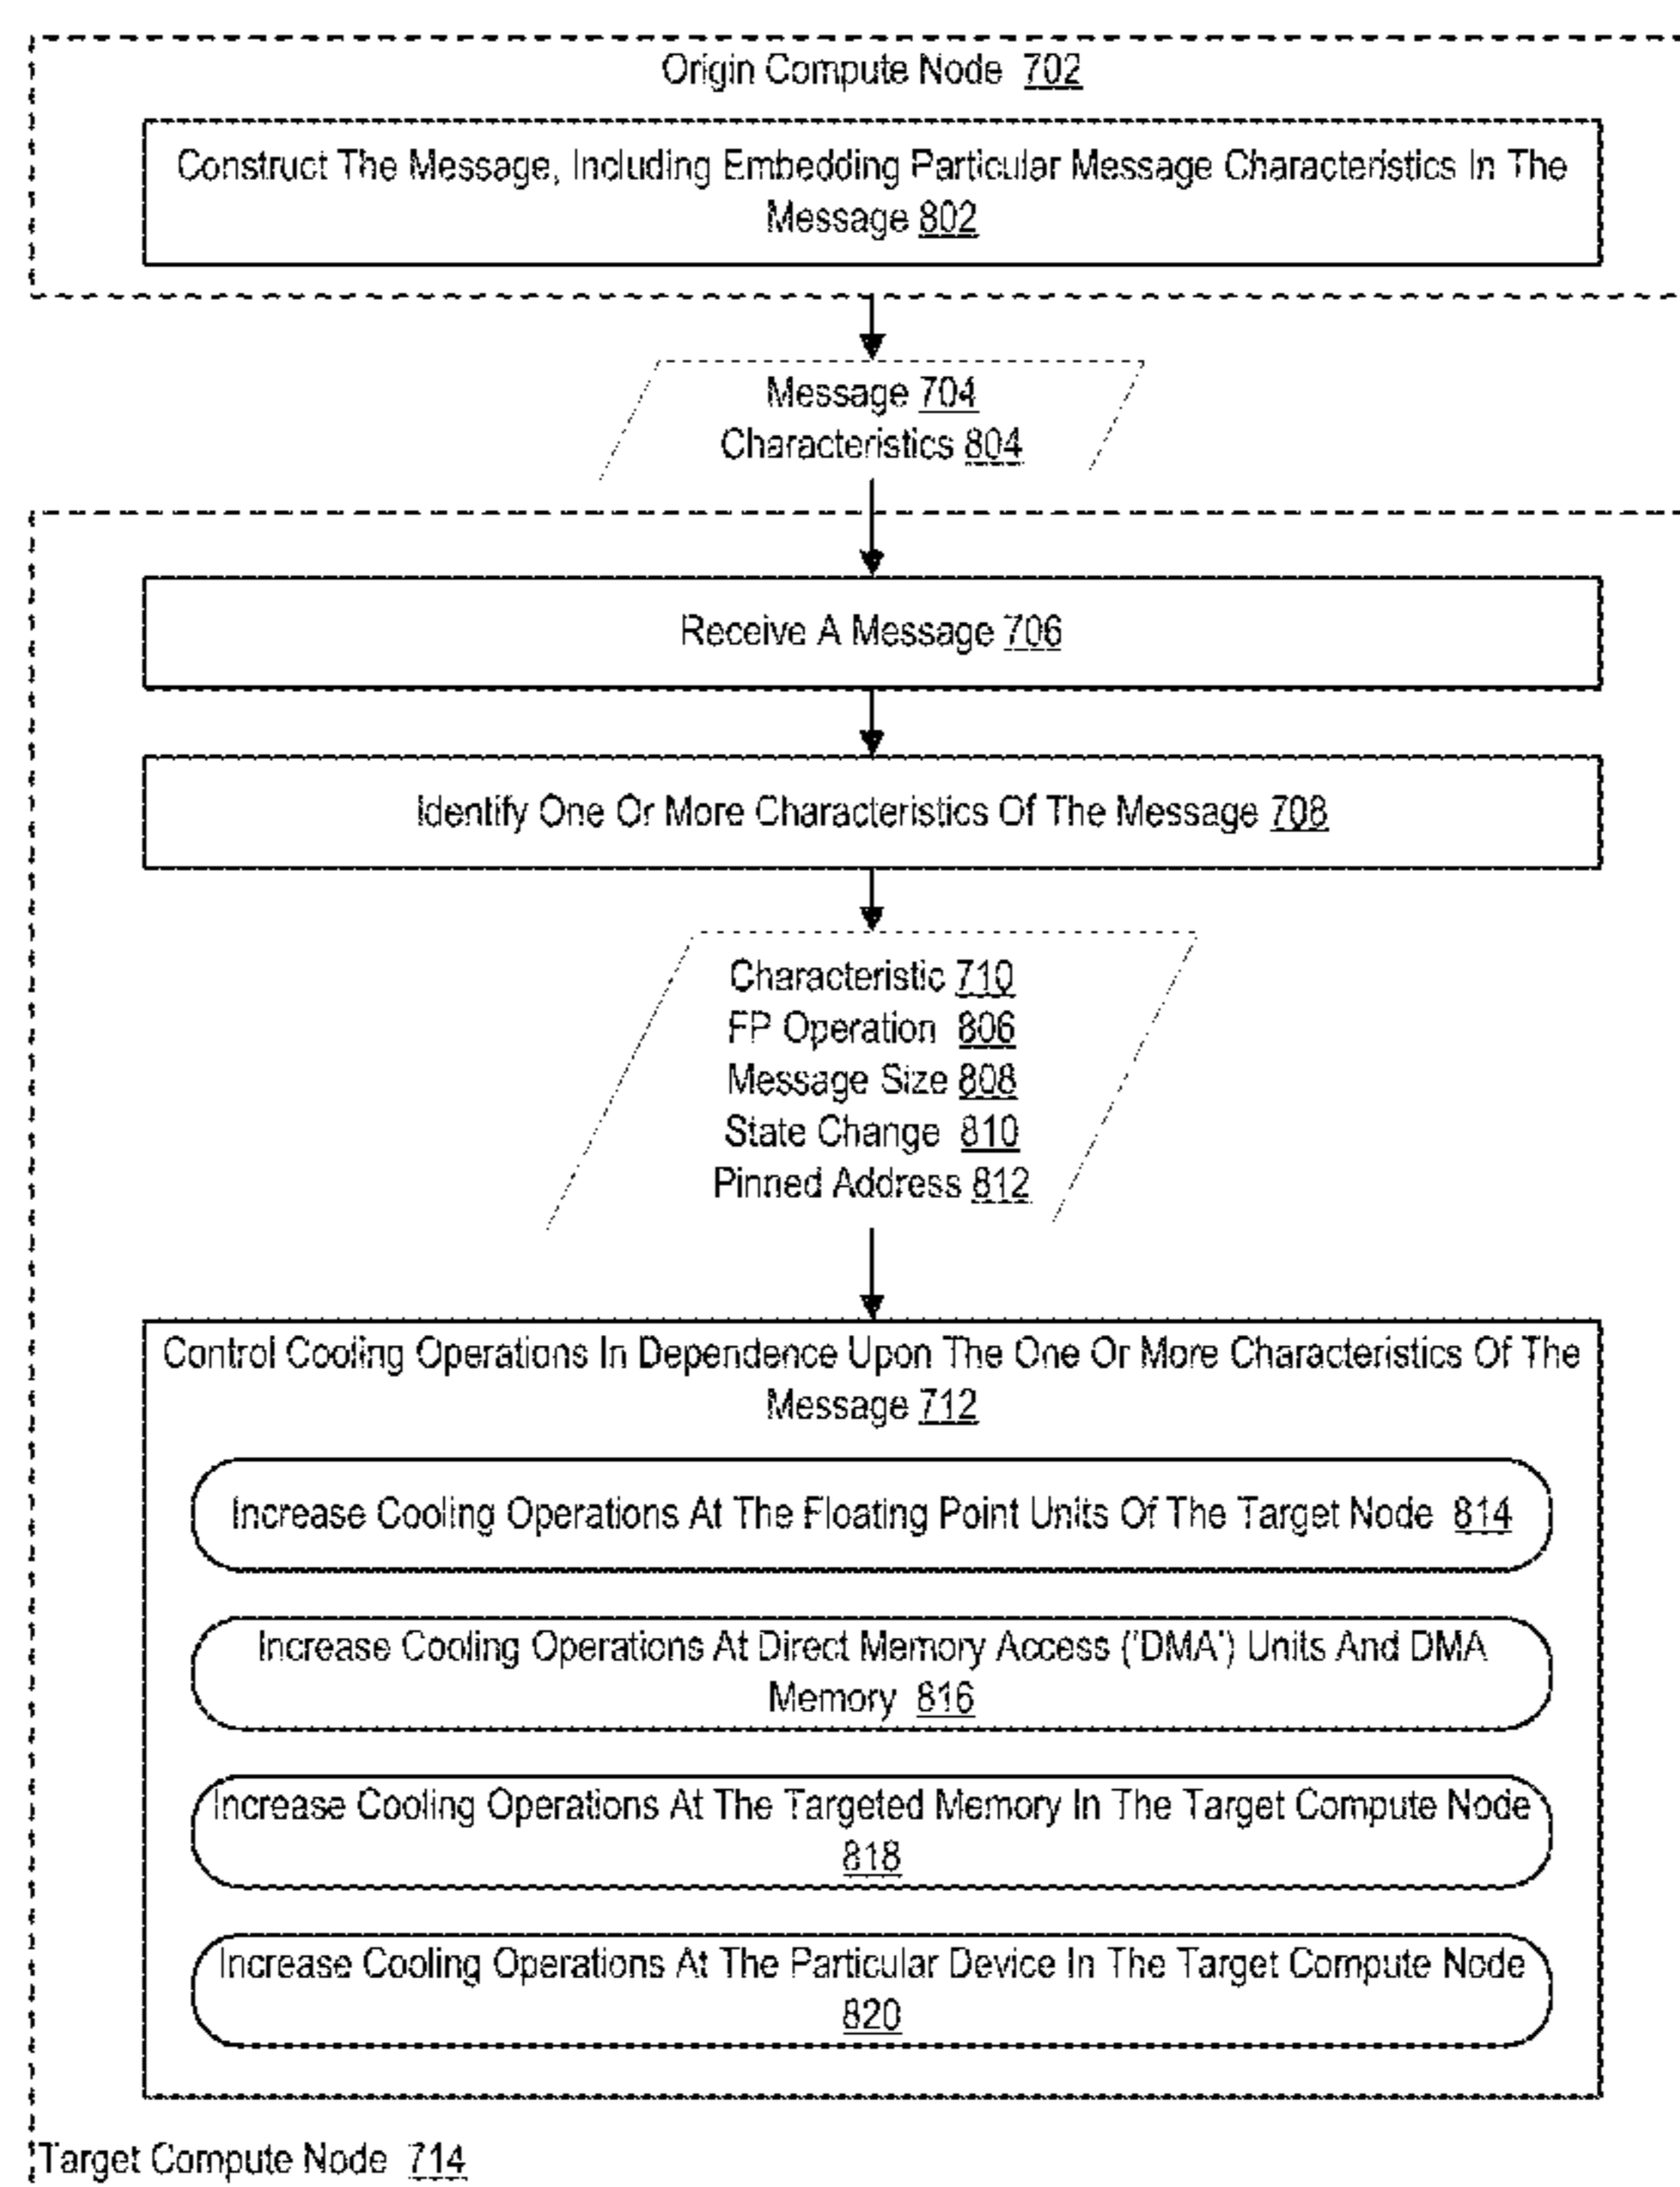 Origin Compute Node 702
Construct The Message, Including Embedding Particular Message Characteristics In The
Message 802
Message 704
Characteristics 804
Receive A Message 706
Identify One Or More Characteristics Of The Message 708
Characteristic 710
FP Operation 806
Message Size 808
State Change 810
Pinned Address 812
Control Cooling Operations In Dependence Upon The One Or More Characteristics Of The
Message 712
Increase Cooling Operations At The Floating Point Units Of The Target Node 814
Increase Cooling Operations At Direct Memory Access ('DMA') Units And DMA
Memory 816
Increase Cooling Operations At The Targeted Memory In The Target Compute Node
818
Increase Cooling Operations At The Particular Device In The Target Compute Node
820
Target Compute Node 714